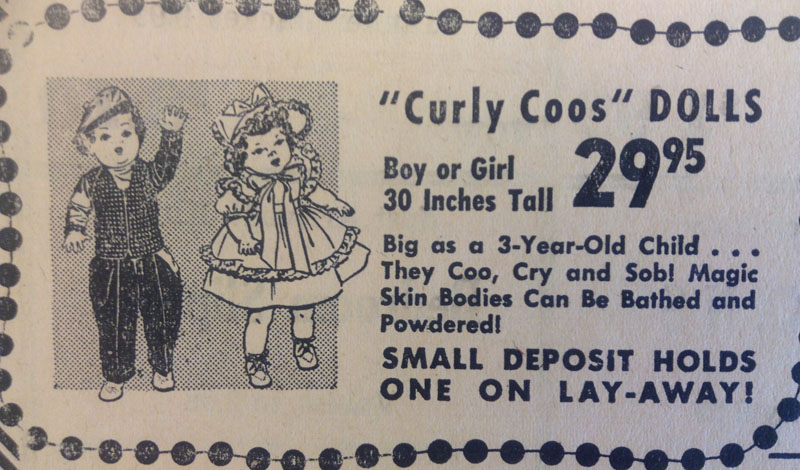 "Curly Coos" DOLLS
Boy or Girl
30 Inches Tall
29 95
Big as a 3-Year-Old Child . . .
They Coo, Cry and Sob! Magic
Skin Bodies Can Be Bathed and
Powdered!
SMALL DEPOSIT HOLDS
ONE ON LAY-AWAY!